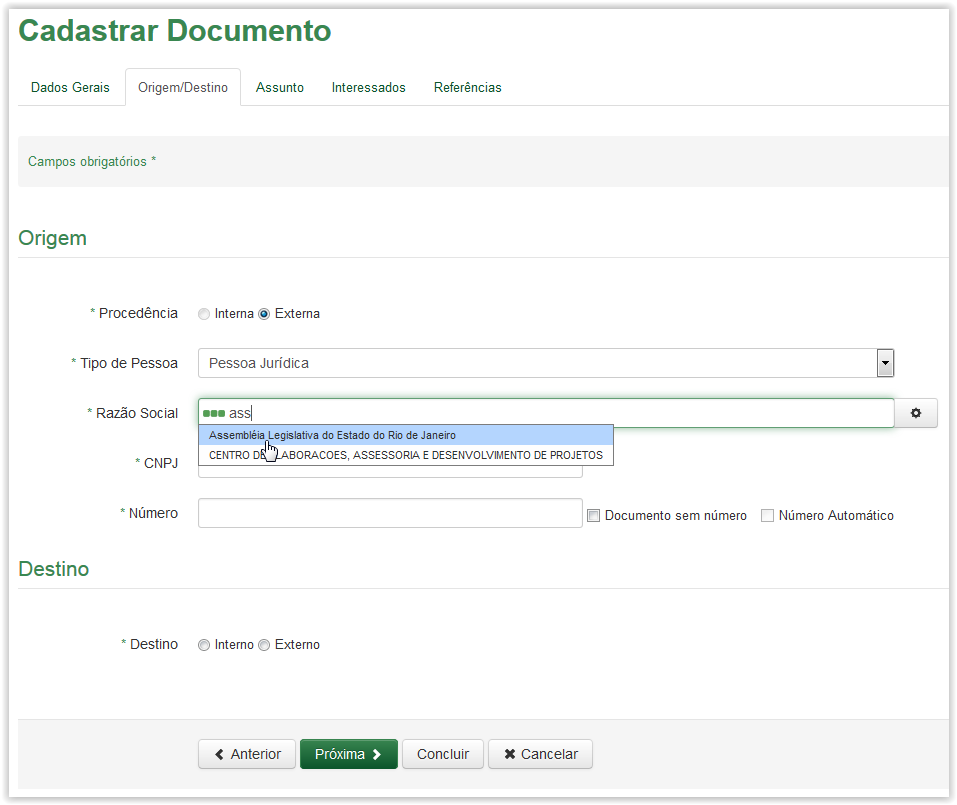 Cadastrar Documento
Dados Gerais Origem/Destino Assunto Interessados Referências
Campos obrigatórios *
Origem
* Procedência Interna Externa
* Tipo de Pessoa Pessoa Jurídica
* Razão Social ass
Assembléia Legislativa do Estado do Rio de Janeiro
CENTRO DE LABORACOES, ASSESSORIA E DESENVOLVIMENTO DE PROJETOS
* CNPJ
* Número Documento sem número Número Automático
Destino
* Destino Interno Externo
Anterior Próxima Concluir Cancelar